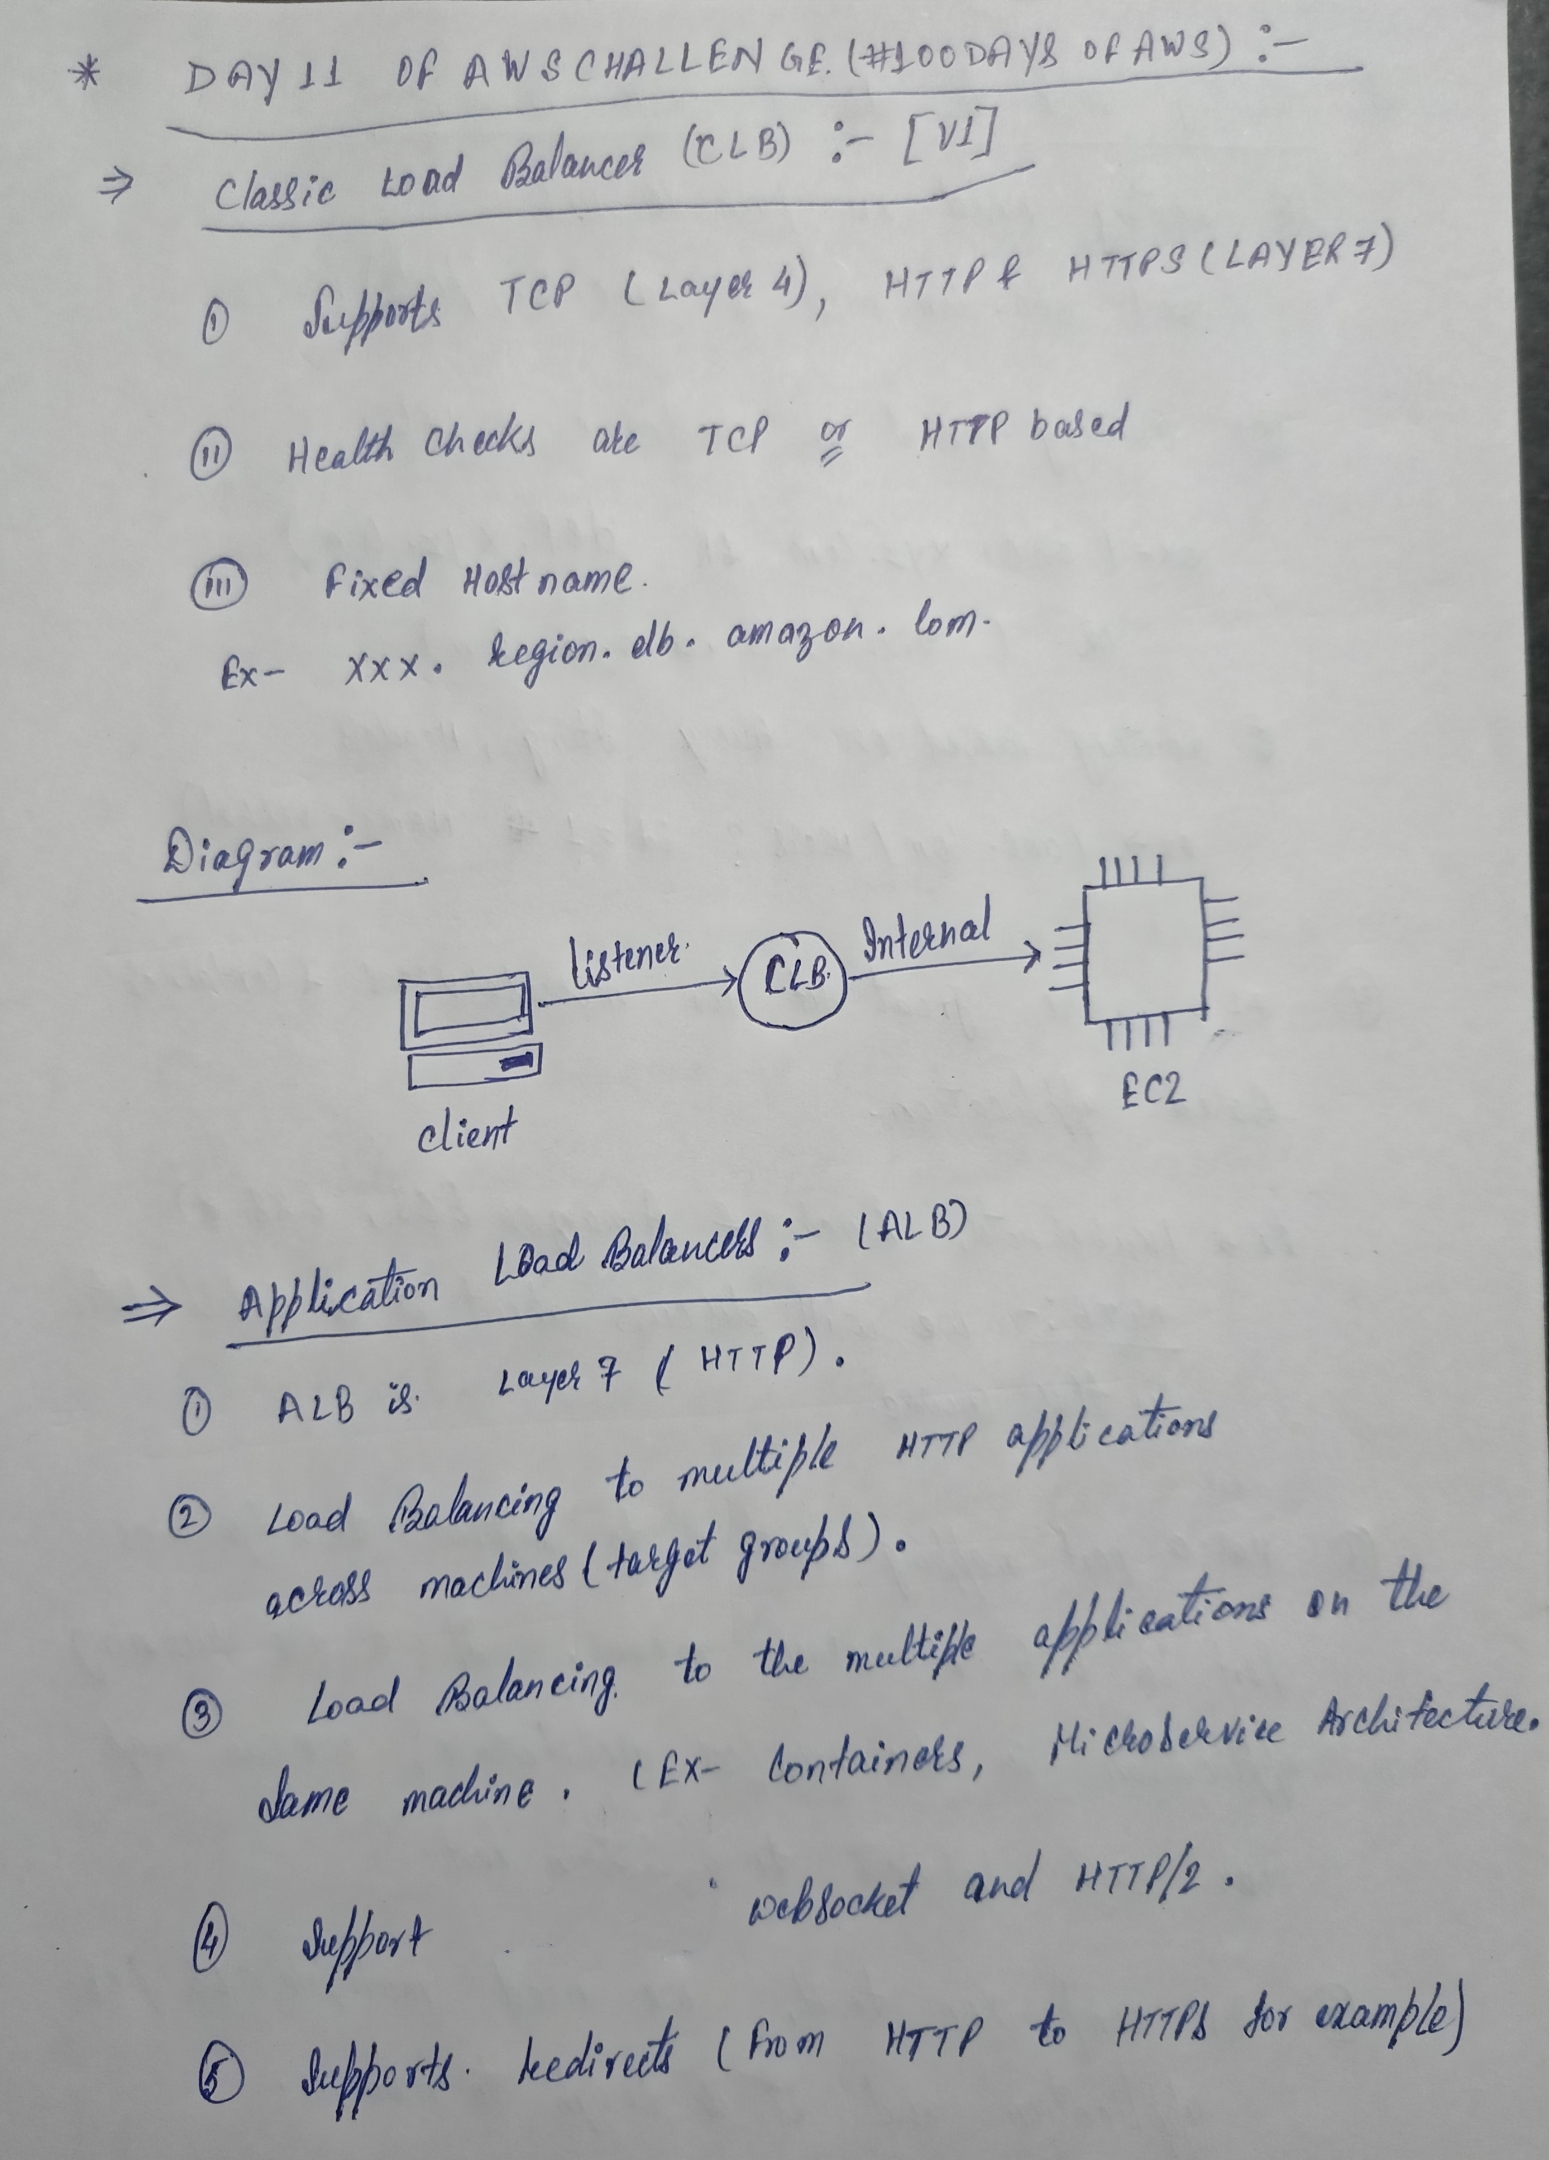 * DAY 11 OF AWS CHALLENGE. (#100DAYS OF AWS) :-
⇒ Classic Load Balancer (CLB) :- [V1]
① Supports TCP (Layer 4), HTTP & HTTPS (LAYER 7)
ⓘⓘ Health checks are TCP or HTTP based
ⓘⓘⓘ Fixed Hostname.
Ex- XXX. region. elb. amazon. com.
Diagram :-
listener.
CLB.
Internal
EC2
client
⇒ Application Load Balancers :- (ALB)
① ALB is Layer 7 (HTTP).
② Load Balancing to multiple HTTP applications
across machines (target groups).
③ Load Balancing to the multiple applications on the
same machine. (Ex- Containers, Microservice Architecture.
④ Support websocket and HTTP/2.
⑤ Supports. redirects (From HTTP to HTTPS for example)